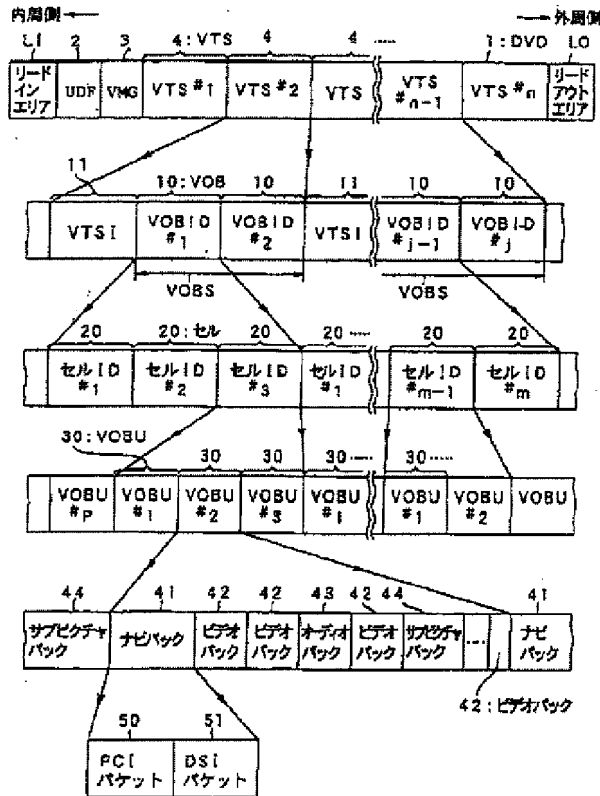 内周側 ← → 外周側
LI 2 3 4:VTS 4 4 ····· 1:DVD LO
リード
イン
エリア
UDF VMG VTS #1 VTS #2 VTS VTS
#n-1 VTS #n
リード
アウト
エリア
11 10:VOB 10 11 10 10
VTSI VOBID
#1 VOBID
#2 VTSI VOBID
#j-1 VOBID
#j
VOBS VOBS
20 20:セル 20 20····· 20 20
セルID
#1 セルID
#2 セルID
#3 セルID
#1 セルID
#m-1 セルID
#m
30:VOBU 30 30 30····· 30·····
VOBU
#P VOBU
#1 VOBU
#2 VOBU
#3 VOBU
#1 VOBU
#1 VOBU
#2 VOBU
44 41 42 42 43 42 44 41
サブピクチャ
パック
ナビパック
ビデオ
パック
ビデオ
パック
オーディオ
パック
ビデオ
パック
サブピクチャ
パック
····
ナビ
パック
42:ビデオパック
50 51
PCI
パケット
DSI
パケット